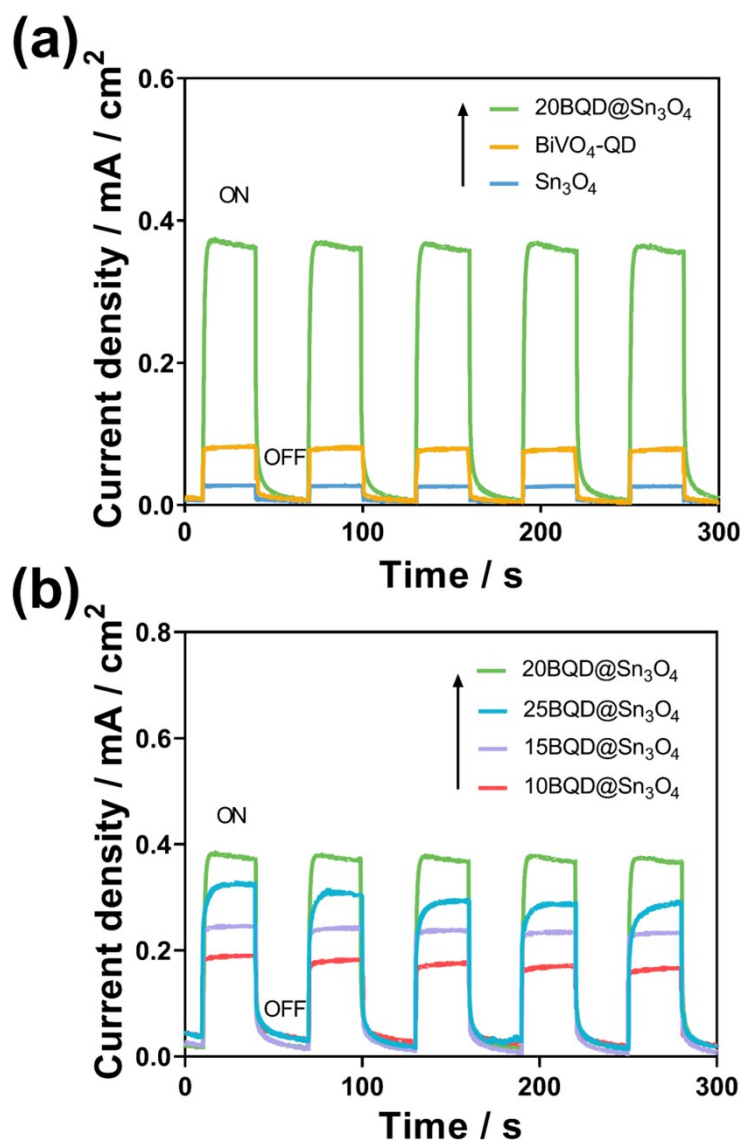 (a)
Current density / mA / cm²
0.6
0.4
0.2
0.0
20BQD@Sn₃O₄
BiVO₄-QD
Sn₃O₄
ON
OFF
0
100
200
300
Time / s
(b)
Current density / mA / cm²
0.8
0.6
0.4
0.2
0.0
20BQD@Sn₃O₄
25BQD@Sn₃O₄
15BQD@Sn₃O₄
10BQD@Sn₃O₄
ON
OFF
0
100
200
300
Time / s